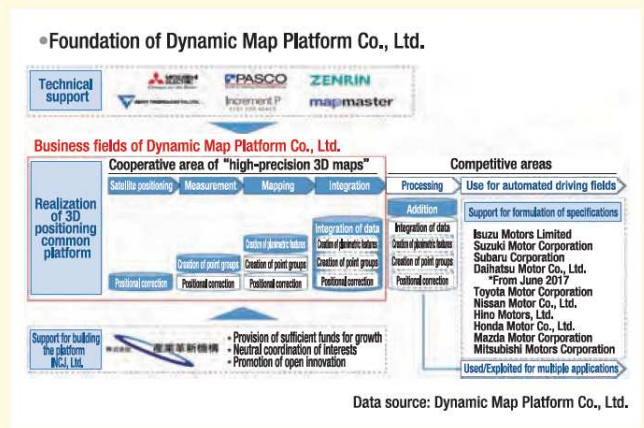 •Foundation of Dynamic Map Platform Co., Ltd.
Technical
support
MITSUBISHI
ELECTRIC
PASCO
ZENRIN
Increment P
mapmaster
Business fields of Dynamic Map Platform Co., Ltd.
Cooperative area of "high-precision 3D maps"
Competitive areas
Satellite positioning
Measurement
Mapping
Integration
Processing
Use for automated driving fields
Realization
of 3D
positioning
common
platform
Positional correction
Creation of point groups
Positional correction
Creation of planimetric features
Creation of point groups
Positional correction
Integration of data
Creation of planimetric features
Creation of point groups
Positional correction
Addition
Integration of data
Creation of planimetric features
Creation of point groups
Positional correction
Support for formulation of specifications
Isuzu Motors Limited
Suzuki Motor Corporation
Subaru Corporation
Daihatsu Motor Co., Ltd.
*From June 2017
Toyota Motor Corporation
Nissan Motor Co., Ltd.
Hino Motors, Ltd.
Honda Motor Co., Ltd.
Mazda Motor Corporation
Mitsubishi Motors Corporation
Used/Exploited for multiple applications
Support for building
the platform
INCJ, Ltd.
株式会社 産業革新機構
• Provision of sufficient funds for growth
• Neutral coordination of interests
• Promotion of open innovation
Data source: Dynamic Map Platform Co., Ltd.